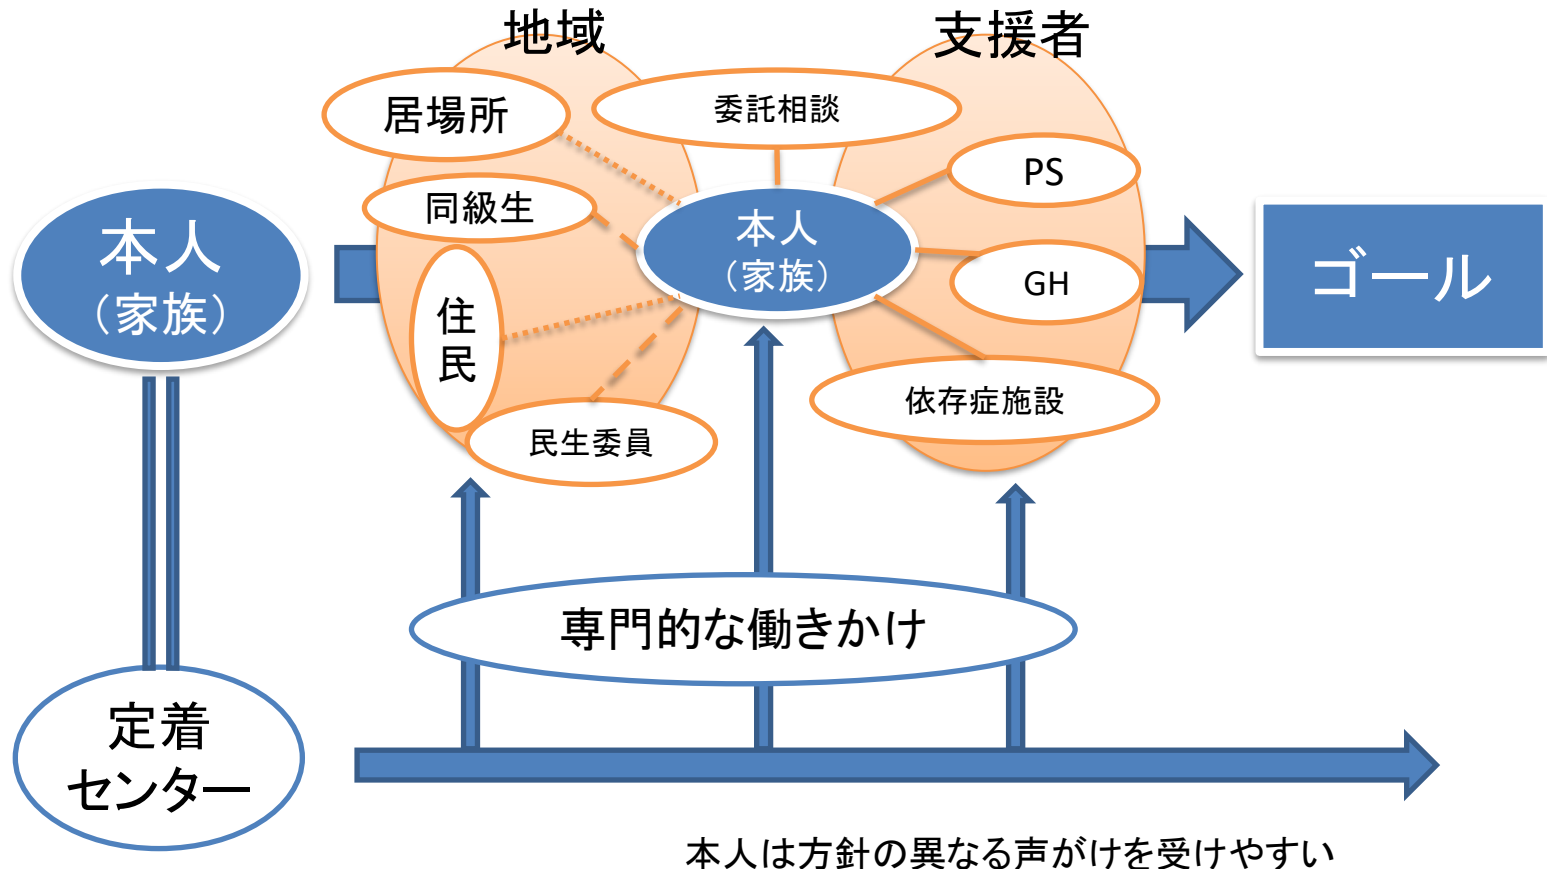 地域
支援者
居場所
委託相談
PS
同級生
本人
（家族）
本人
（家族）
GH
ゴール
住
民
依存症施設
民生委員
専門的な働きかけ
定着
センター
本人は方針の異なる声がけを受けやすい